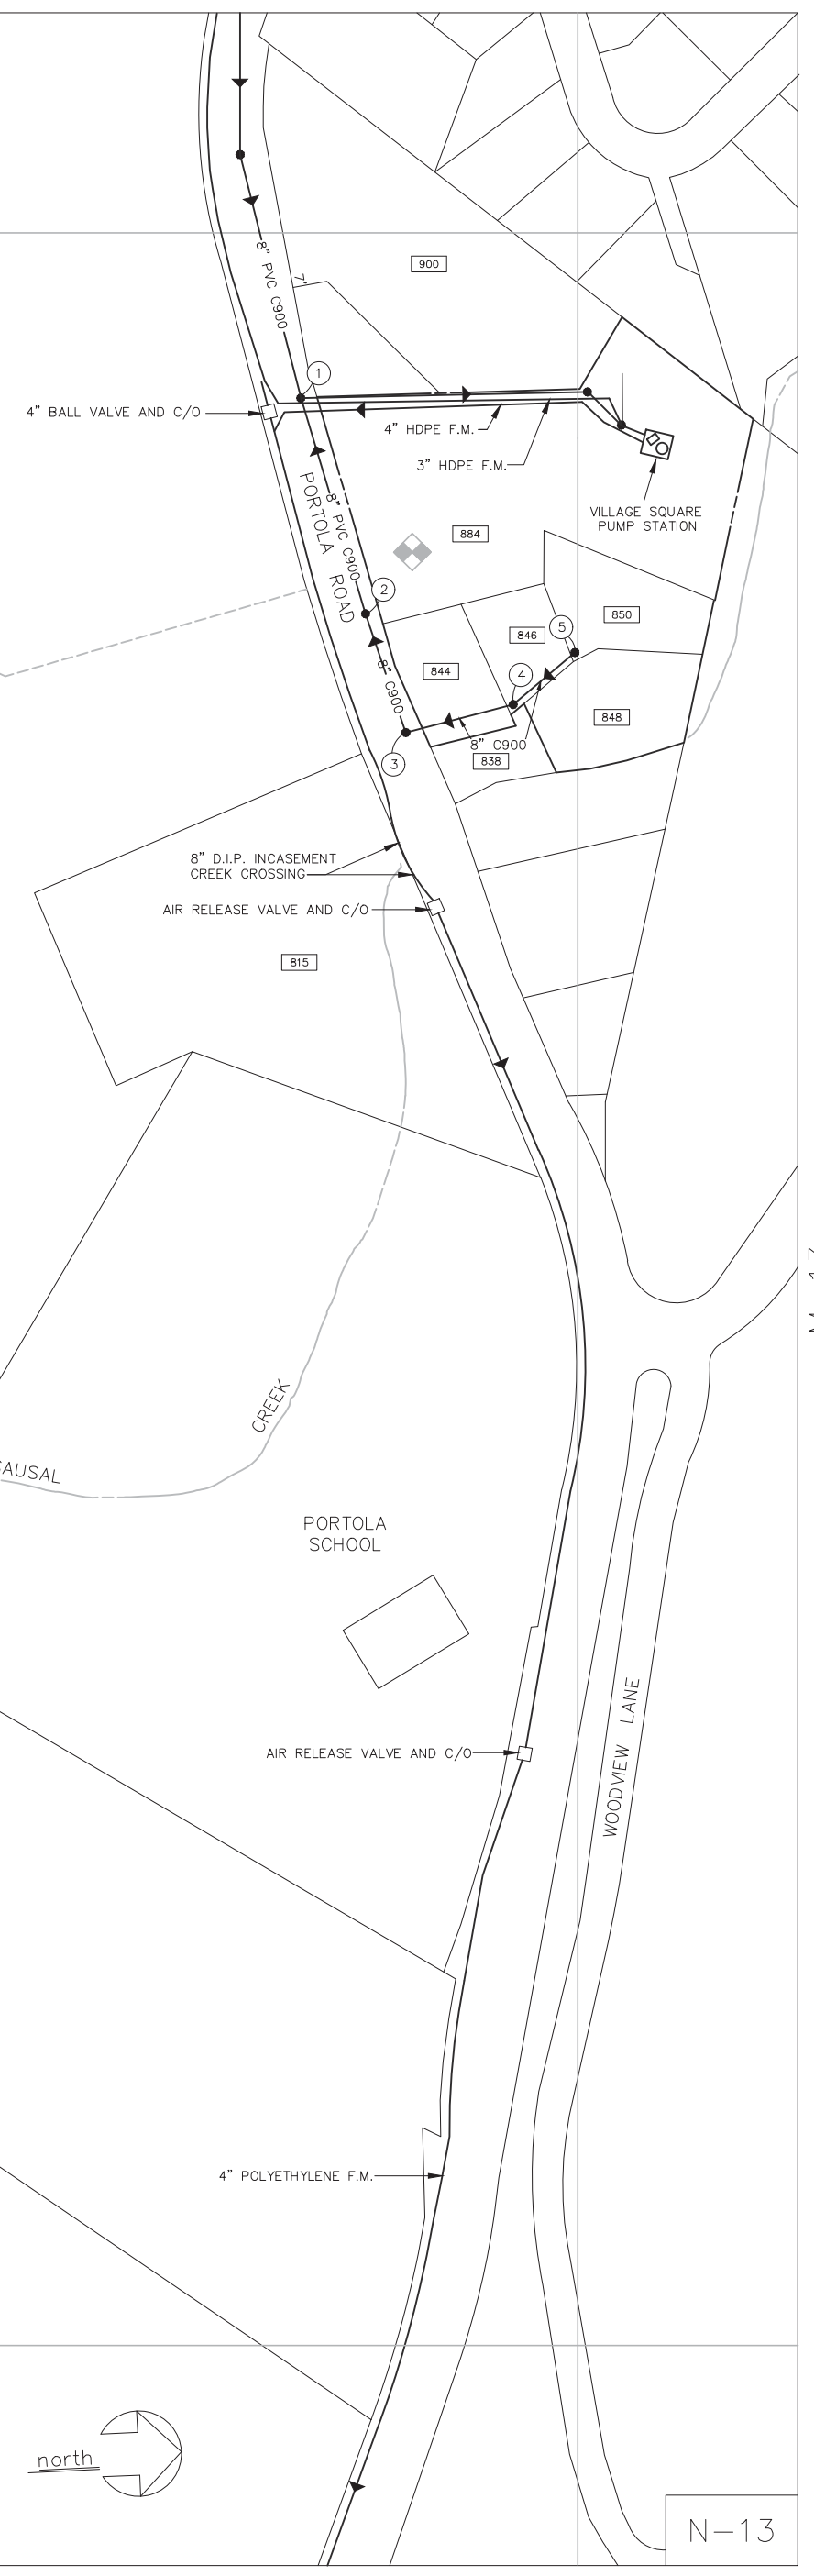 8" PVC C900
900
7'
1
4" BALL VALVE AND C/O
4" HDPE F.M.
3" HDPE F.M.
VILLAGE SQUARE
PUMP STATION
PORTOLA ROAD
8" PVC C900
884
2
850
5
846
844
4
8" C900
848
8" C900
838
3
8" D.I.P. INCASEMENT
CREEK CROSSING
AIR RELEASE VALVE AND C/O
815
CREEK
AUSAL
PORTOLA
SCHOOL
WOODVIEW LANE
AIR RELEASE VALVE AND C/O
4" POLYETHYLENE F.M.
north
N-13